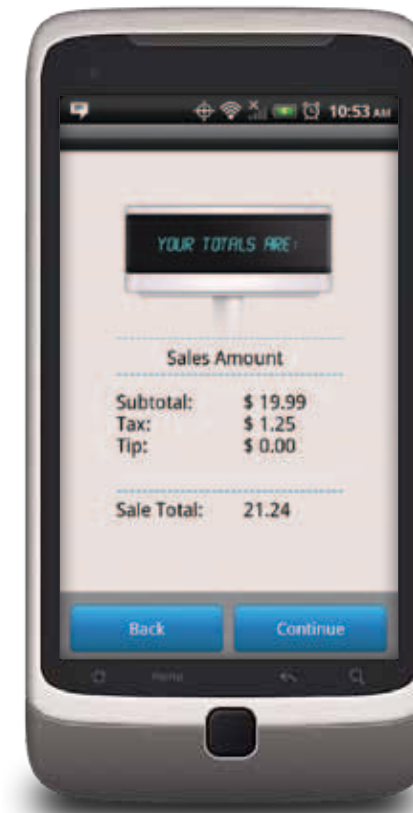 10:53 AM
YOUR TOTALS ARE:
Sales Amount
Subtotal: $ 19.99
Tax: $ 1.25
Tip: $ 0.00
Sale Total: 21.24
Back Continue
Home